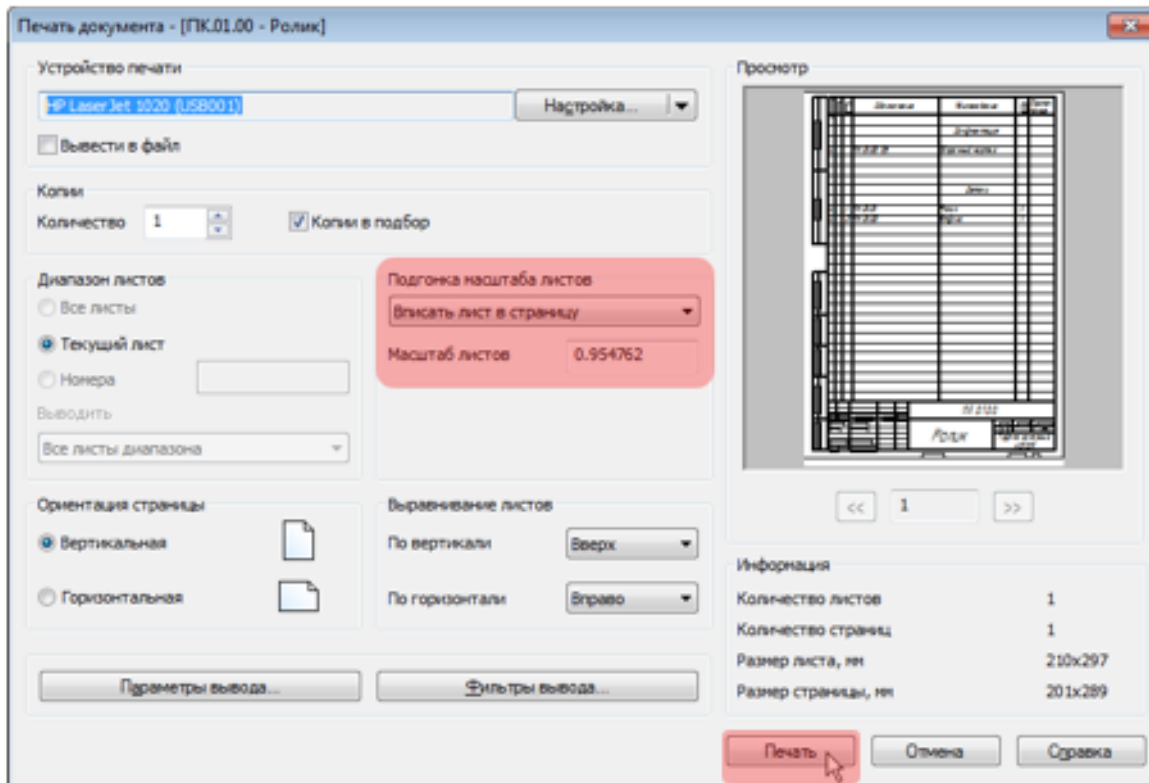 Печать документа - [ПК.01.00 - Ролик]
Устройство печати
HP LaserJet 1020 (USB001)
Настройка...
Вывести в файл
Копии
Количество 1
Копии в подбор
Диапазон листов
Все листы
Текущий лист
Номера
Выводить
Все листы диапазона
Подгонка масштаба листов
Вписать лист в страницу
Масштаб листов 0.954762
Ориентация страницы
Вертикальная
Горизонтальная
Выравнивание листов
По вертикали Вверх
По горизонтали Вправо
Параметры вывода...
Фильтры вывода...
Просмотр
Ролик
<< 1 >>
Информация
Количество листов 1
Количество страниц 1
Размер листа, мм 210x297
Размер страницы, мм 201x289
Печать
Отмена
Справка